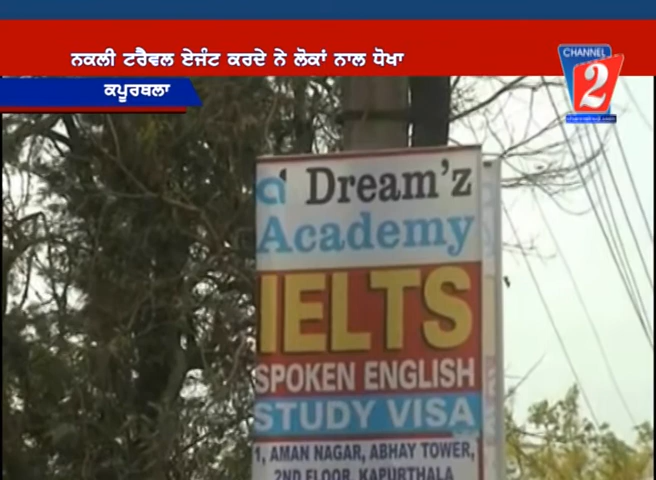 ਨਕਲੀ ਟਰੈਵਲ ਏਜੰਟ ਕਰਦੇ ਨੇ ਲੋਕਾਂ ਨਾਲ ਧੋਖਾ
ਕਪੂਰਥਲਾ
CHANNEL
2
Dream'z
Academy
IELTS
SPOKEN ENGLISH
STUDY VISA
1, AMAN NAGAR, ABHAY TOWER,
2ND FLOOR, KAPURTHALA